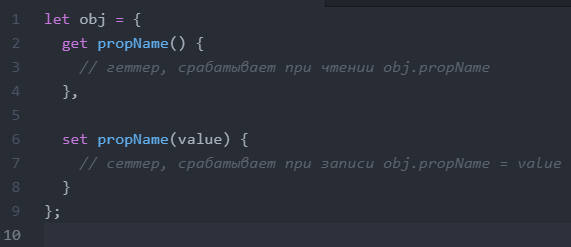 1 let obj = {
2   get propName() {
3     // геттер, срабатывает при чтении obj.propName
4   },
5
6   set propName(value) {
7     // сеттер, срабатывает при записи obj.propName = value
8   }
9 };
10